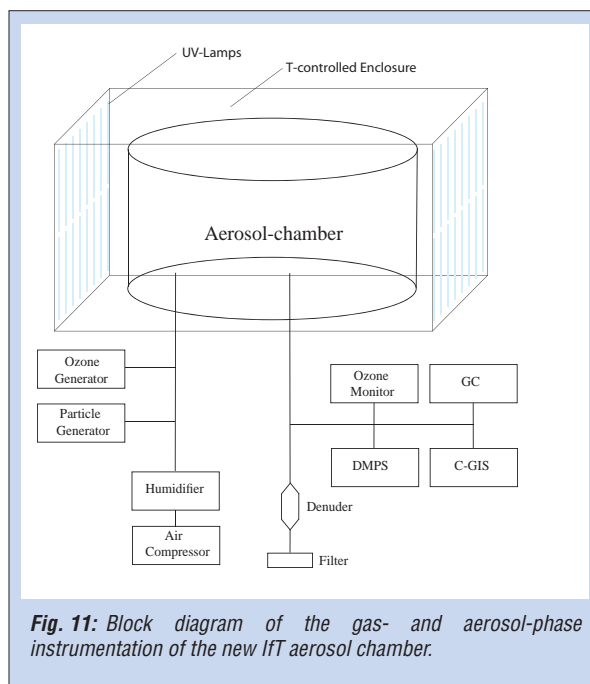 UV-Lamps
T-controlled Enclosure
Aerosol-chamber
Ozone
Generator
Particle
Generator
Humidifier
Air
Compressor
Ozone
Monitor
GC
DMPS
C-GIS
Denuder
Filter
Fig. 11: Block diagram of the gas- and aerosol-phase
instrumentation of the new IfT aerosol chamber.